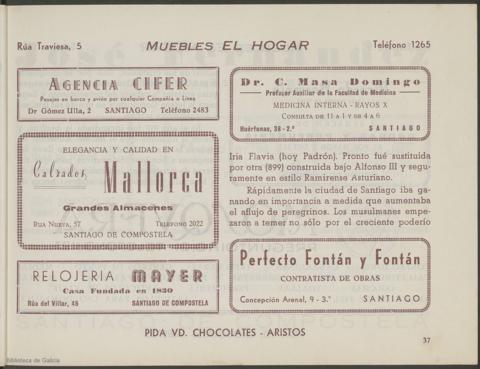 Rúa Traviesa, 5 MUEBLES EL HOGAR Teléfono 1265
AGENCIA CIFER
Pasajes en barco y avión por cualquier Compañía o Línea
Dr Gómez Ulla, 2 SANTIAGO Teléfono 2483
ELEGANCIA Y CALIDAD EN
Calzados
Mallorca
Grandes Almacenes
RUA NUEVA, 57 TELEFONO 2022
SANTIAGO DE COMPOSTELA
RELOJERIA MAYER
Casa Fundada en 1830
Rúa del Villar, 45 SANTIAGO DE COMPOSTELA
Dr. C. Masa Domingo
Profesor Auxiliar de la Facultad de Medicina
MEDICINA INTERNA - RAYOS X
CONSULTA DE 11 A 1 Y DE 4 A 6
Huérfanas, 38 - 2.º SANTIAGO
Iria Flavia (hoy Padrón). Pronto fué sustituída
por otra (899) construida bajo Alfonso III y segu-
ramente en estilo Ramirense Asturiano.
Rápidamente la ciudad de Santiago iba ga-
nando en importancia a medida que aumentaba
el aflujo de peregrinos. Los musulmanes empe-
zaron a temer no sólo por el creciente poderío
Perfecto Fontán y Fontán
CONTRATISTA DE OBRAS
Concepción Arenal, 9 - 3.º SANTIAGO
PIDA VD. CHOCOLATES - ARISTOS
37
Biblioteca de Galicia